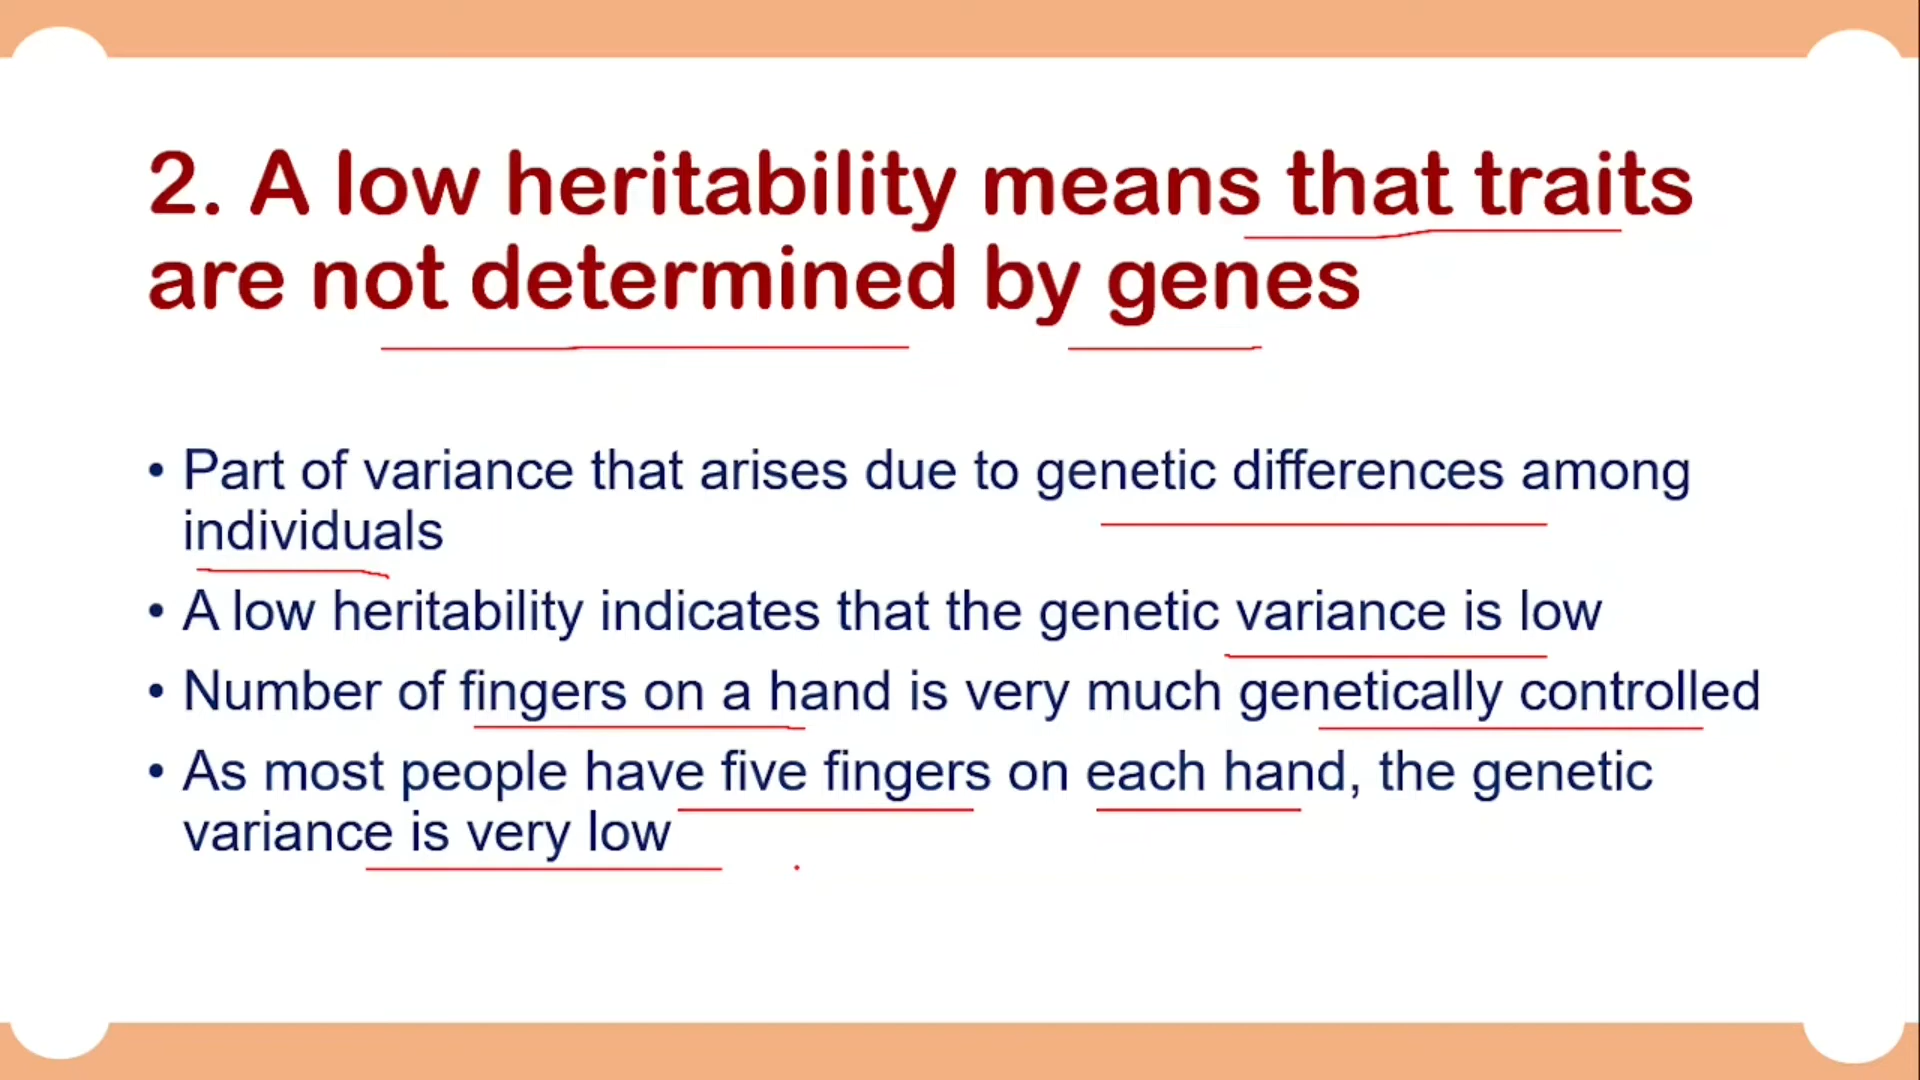 2. A low heritability means that traits
are not determined by genes
• Part of variance that arises due to genetic differences among
individuals
• A low heritability indicates that the genetic variance is low
• Number of fingers on a hand is very much genetically controlled
• As most people have five fingers on each hand, the genetic
variance is very low